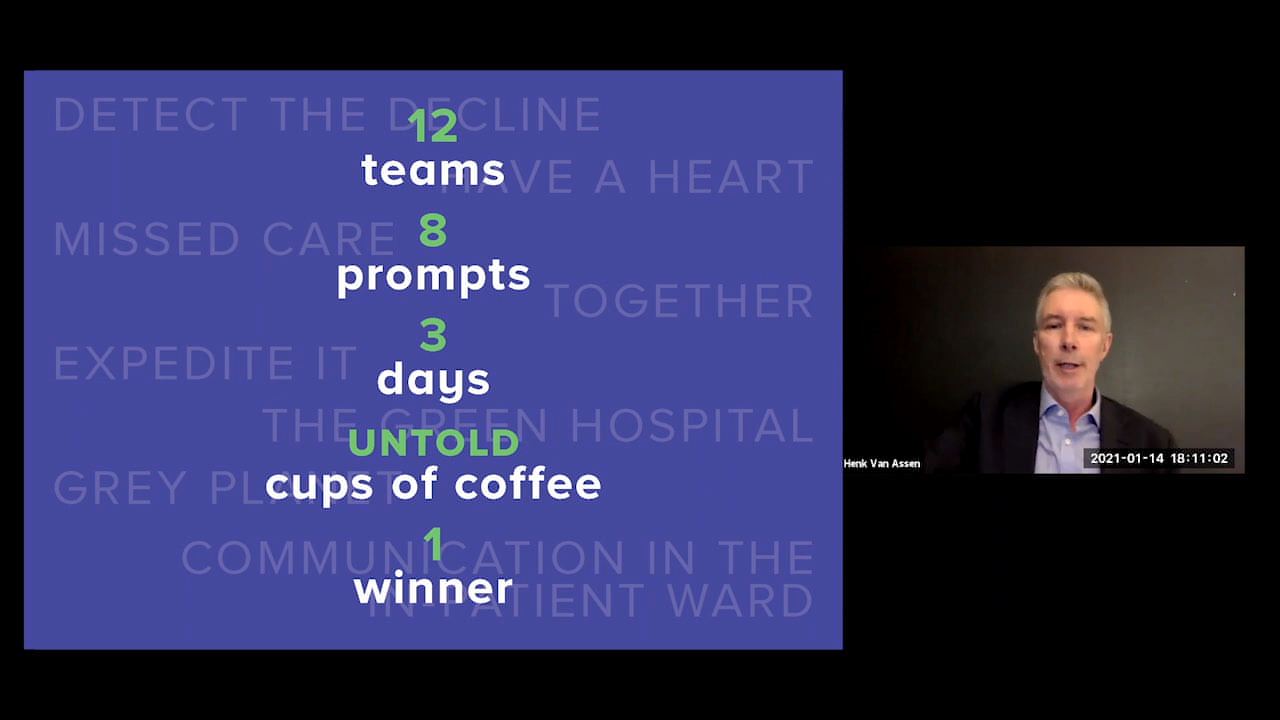 DETECT THE DECLINE
12
teams
HAVE A HEART
8
MISSED CARE
prompts
TOGETHER
3
EXPEDITE IT
days
THE GREEN HOSPITAL
UNTOLD
cups of coffee
GREY PLANET
1
COMMUNICATION IN THE
winner
IN-PATIENT WARD
Henk Van Assen
2021-01-14 18:11:02